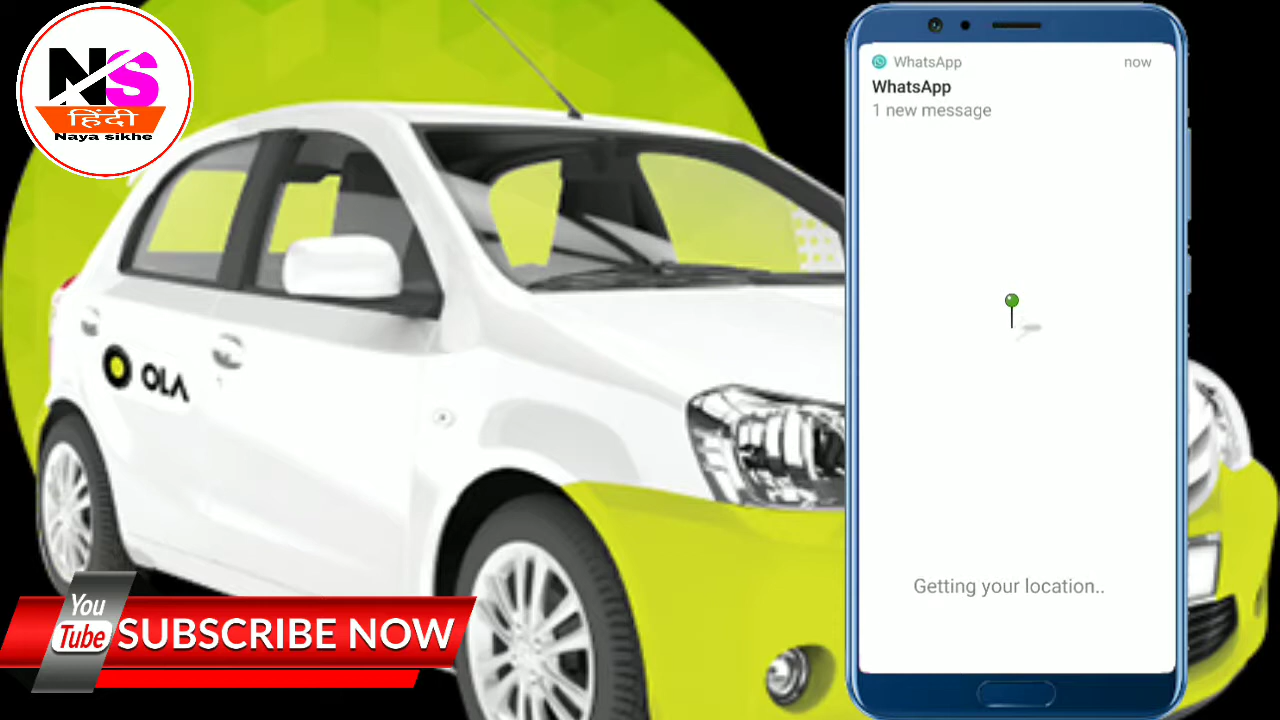 NS
हिंदी
Naya sikhe
WhatsApp
now
WhatsApp
1 new message
OLA
Getting your location..
You
Tube
SUBSCRIBE NOW